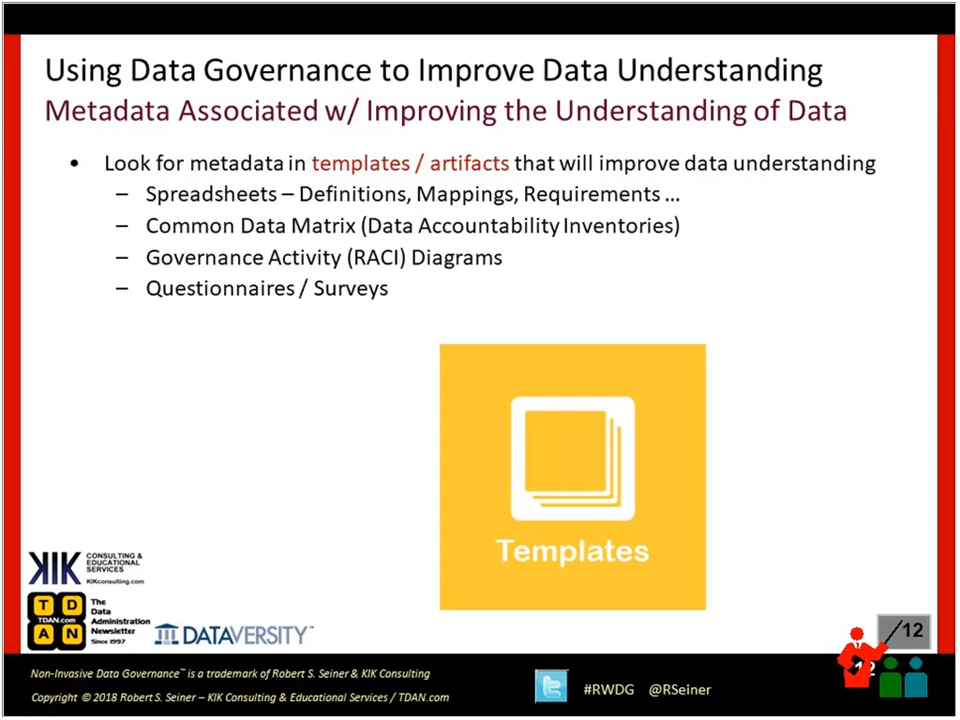 Using Data Governance to Improve Data Understanding
Metadata Associated w/ Improving the Understanding of Data
• Look for metadata in templates / artifacts that will improve data understanding
– Spreadsheets – Definitions, Mappings, Requirements ...
– Common Data Matrix (Data Accountability Inventories)
– Governance Activity (RACI) Diagrams
– Questionnaires / Surveys
Templates
KIK
CONSULTING &
EDUCATIONAL
SERVICES
KIKconsulting.com
T D
TDAN.com
A N
The
Data
Administration
Newsletter
Since 1997
DATAVERSITY™
12
12
Non-Invasive Data Governance™ is a trademark of Robert S. Seiner & KIK Consulting
Copyright © 2018 Robert S. Seiner – KIK Consulting & Educational Services / TDAN.com
#RWDG @RSeiner